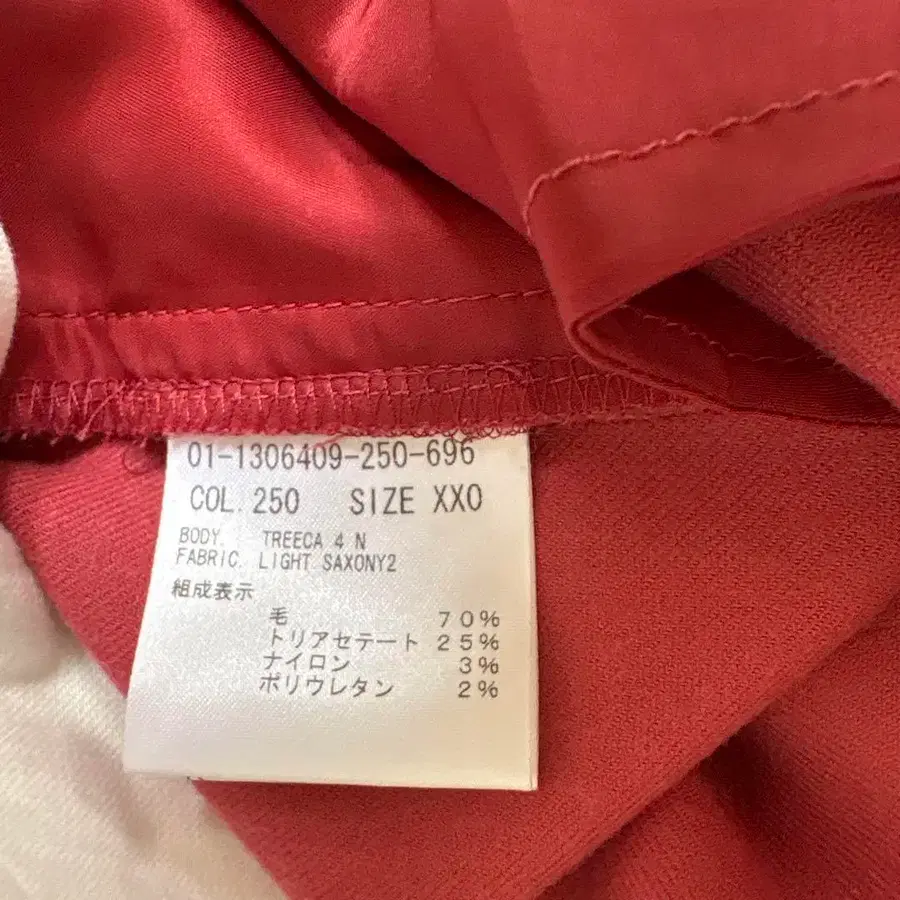 01-1306409-250-696
COL. 250 SIZE XXO
BODY. TREECA 4 N
FABRIC. LIGHT SAXONY2
組成表示
毛 70%
トリアセテート 25%
ナイロン 3%
ポリウレタン 2%